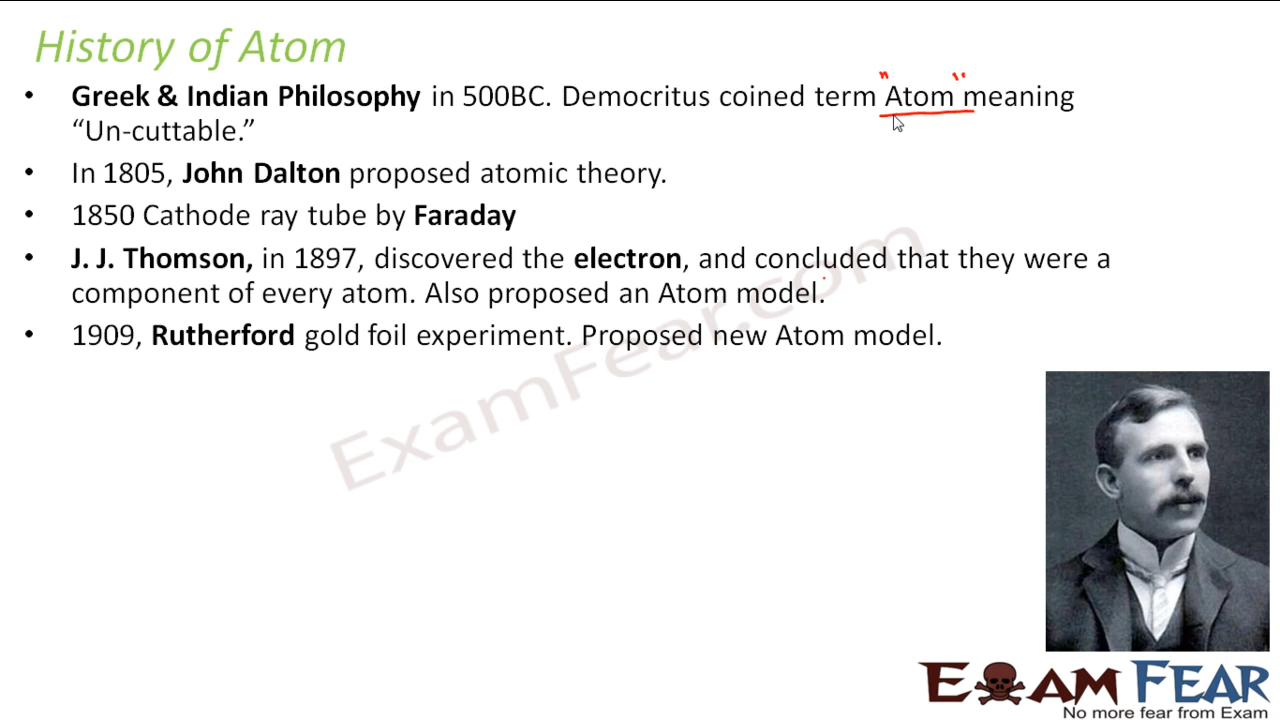 History of Atom
• Greek & Indian Philosophy in 500BC. Democritus coined term "Atom" meaning
“Un-cuttable.”
• In 1805, John Dalton proposed atomic theory.
• 1850 Cathode ray tube by Faraday
• J. J. Thomson, in 1897, discovered the electron, and concluded that they were a
component of every atom. Also proposed an Atom model.
• 1909, Rutherford gold foil experiment. Proposed new Atom model.
ExamFear.com
EXAM FEAR
No more fear from Exam